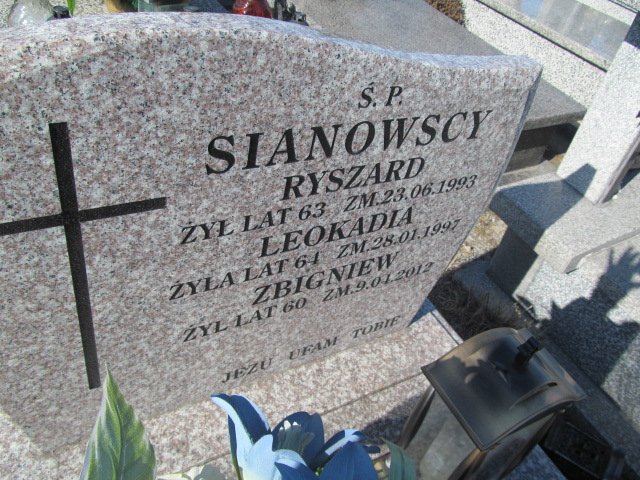 Ś. P.
SIANOWSCY
RYSZARD
ŻYŁ LAT 63 ZM.23.06.1993
LEOKADIA
ŻYŁA LAT 64 ZM.28.01.1997
ZBIGNIEW
ŻYŁ LAT 60 ZM.9.04.2012
JEZU UFAM TOBIE